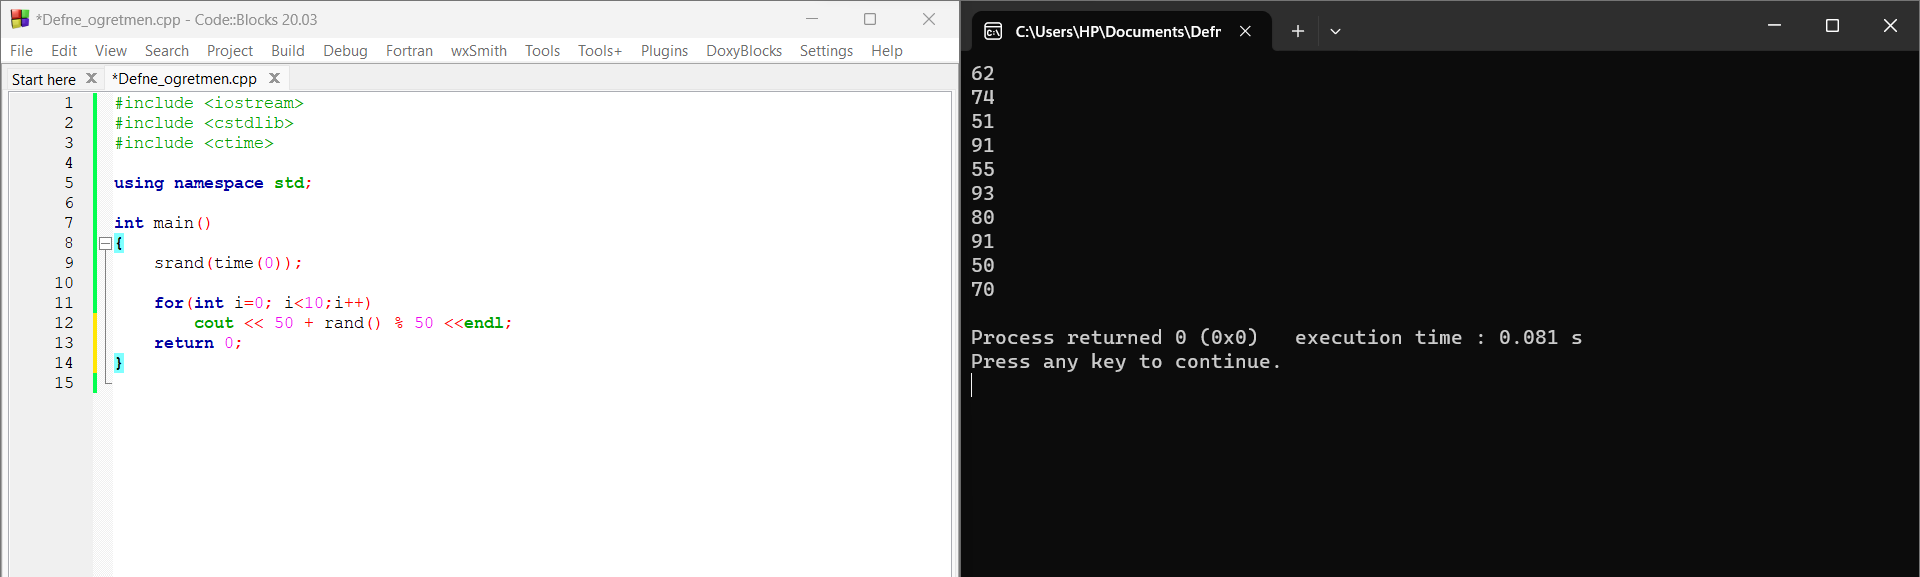 *Defne_ogretmen.cpp - Code::Blocks 20.03
File Edit View Search Project Build Debug Fortran wxSmith Tools Tools+ Plugins DoxyBlocks Settings Help
Start here *Defne_ogretmen.cpp
1 #include <iostream>
2 #include <cstdlib>
3 #include <ctime>
4
5 using namespace std;
6
7 int main()
8 {
9 srand(time(0));
10
11 for(int i=0; i<10;i++)
12 cout << 50 + rand() % 50 <<endl;
13 return 0;
14 }
15
C:\Users\HP\Documents\Defr
62
74
51
91
55
93
80
91
50
70
Process returned 0 (0x0) execution time : 0.081 s
Press any key to continue.